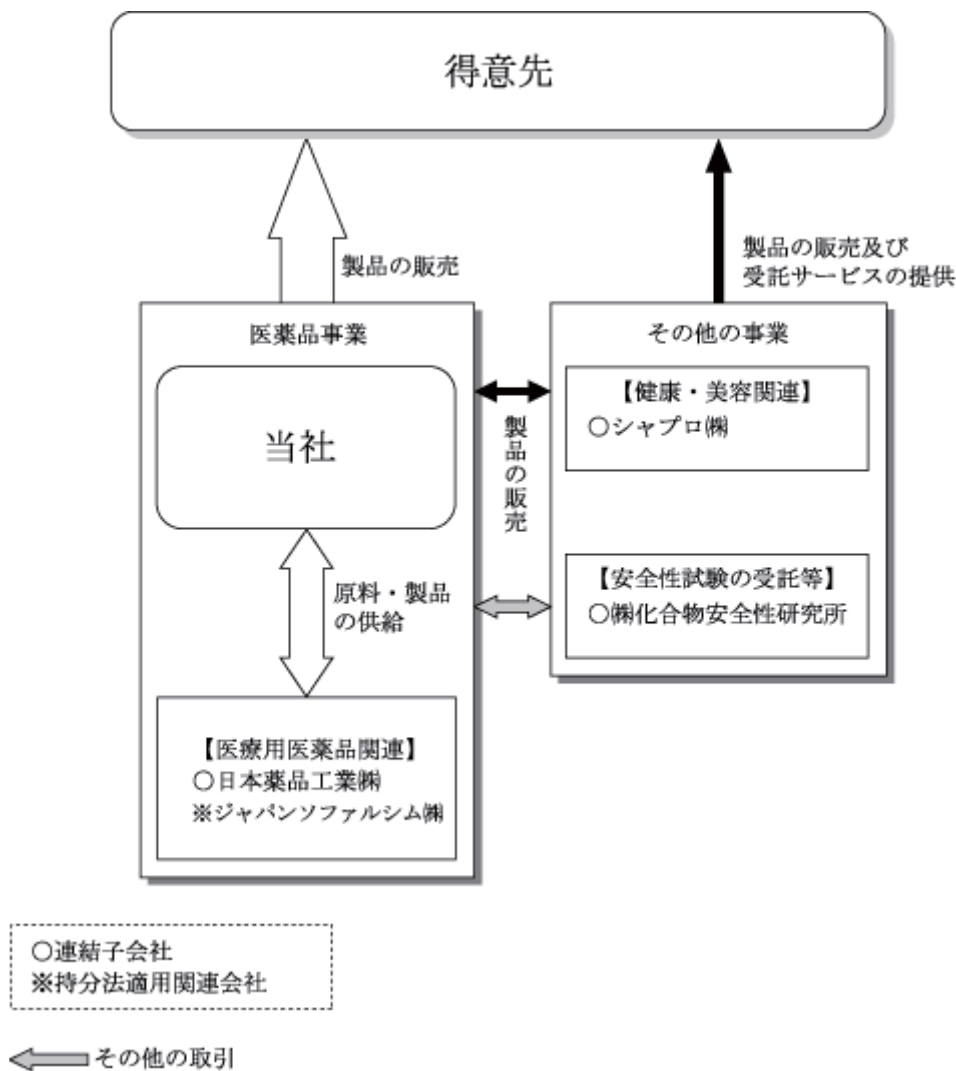 得意先
製品の販売
製品の販売及び
受託サービスの提供
医薬品事業
当社
原料・製品
の供給
【医療用医薬品関連】
○日本薬品工業㈱
※ジャパンソファルシム㈱
製品の販売
その他の事業
【健康・美容関連】
○シャプロ㈱
【安全性試験の受託等】
○㈱化合物安全性研究所
○連結子会社
※持分法適用関連会社
その他の取引